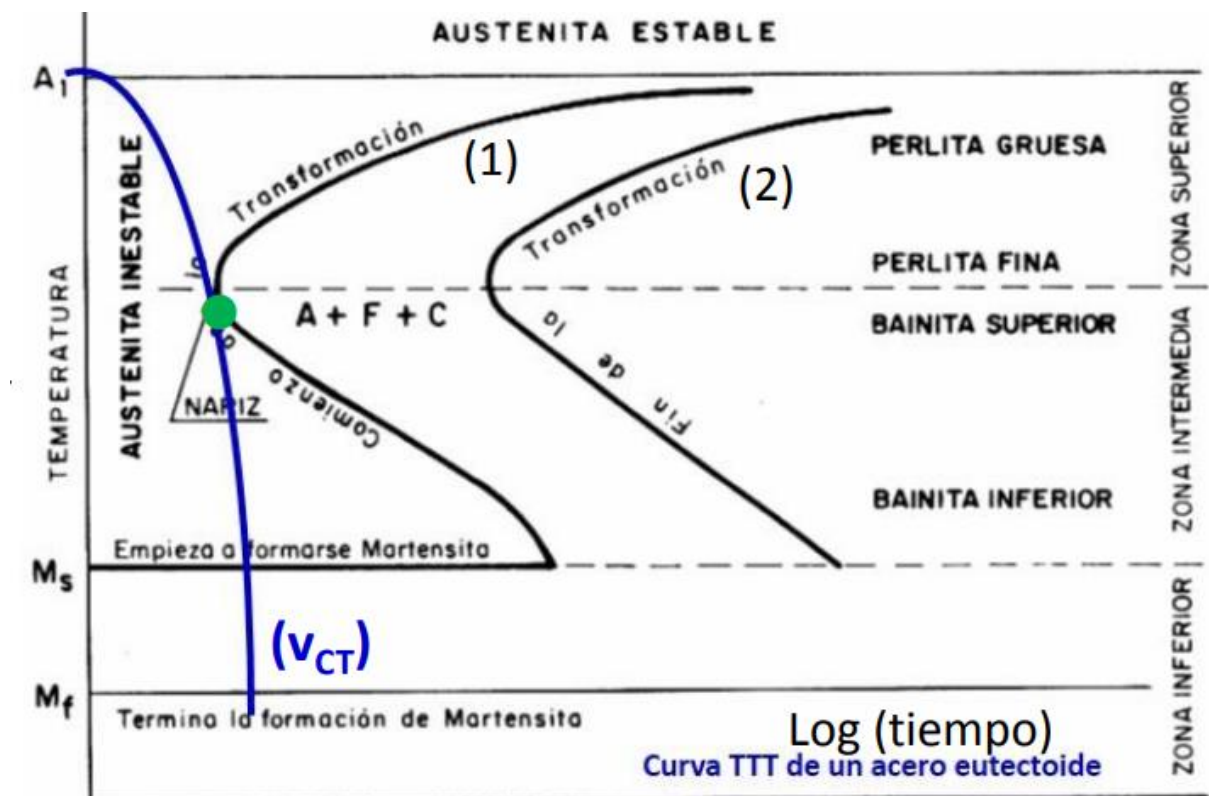 AUSTENITA ESTABLE
A1
TEMPERATURA
AUSTENITA INESTABLE
Comienzo
la
Transformación
(1)
Fin de la
Transformación
(2)
NARIZ
A + F + C
PERLITA GRUESA
PERLITA FINA
BAINITA SUPERIOR
BAINITA INFERIOR
ZONA SUPERIOR
ZONA INTERMEDIA
ZONA INFERIOR
Empieza a formarse Martensita
Ms
(vCT)
Mf
Termina la formación de Martensita
Log (tiempo)
Curva TTT de un acero eutectoide